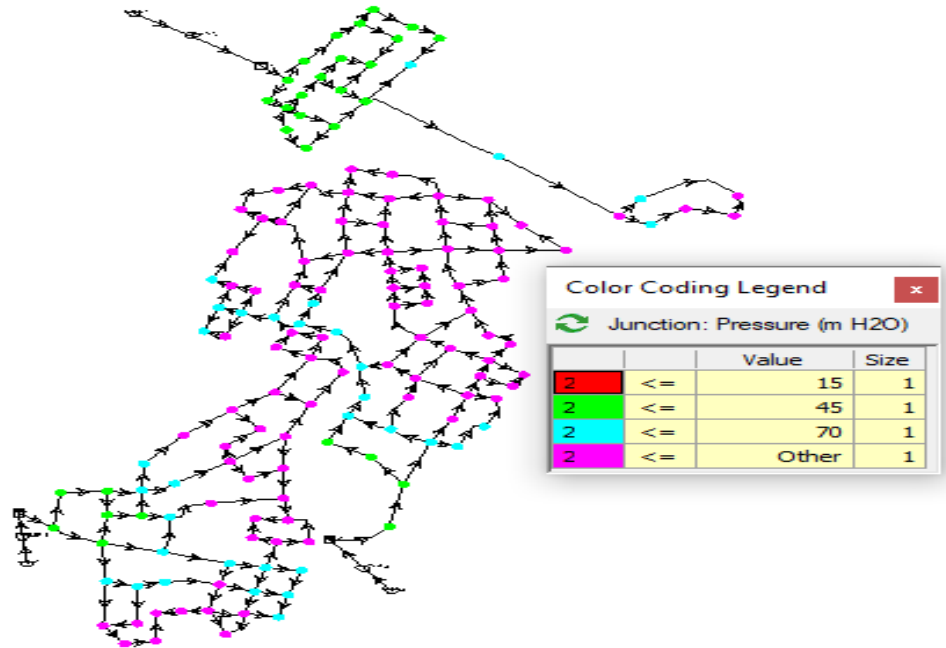 Color Coding Legend
x
Junction: Pressure (m H2O)
Value Size
2 <= 15 1
2 <= 45 1
2 <= 70 1
2 <= Other 1